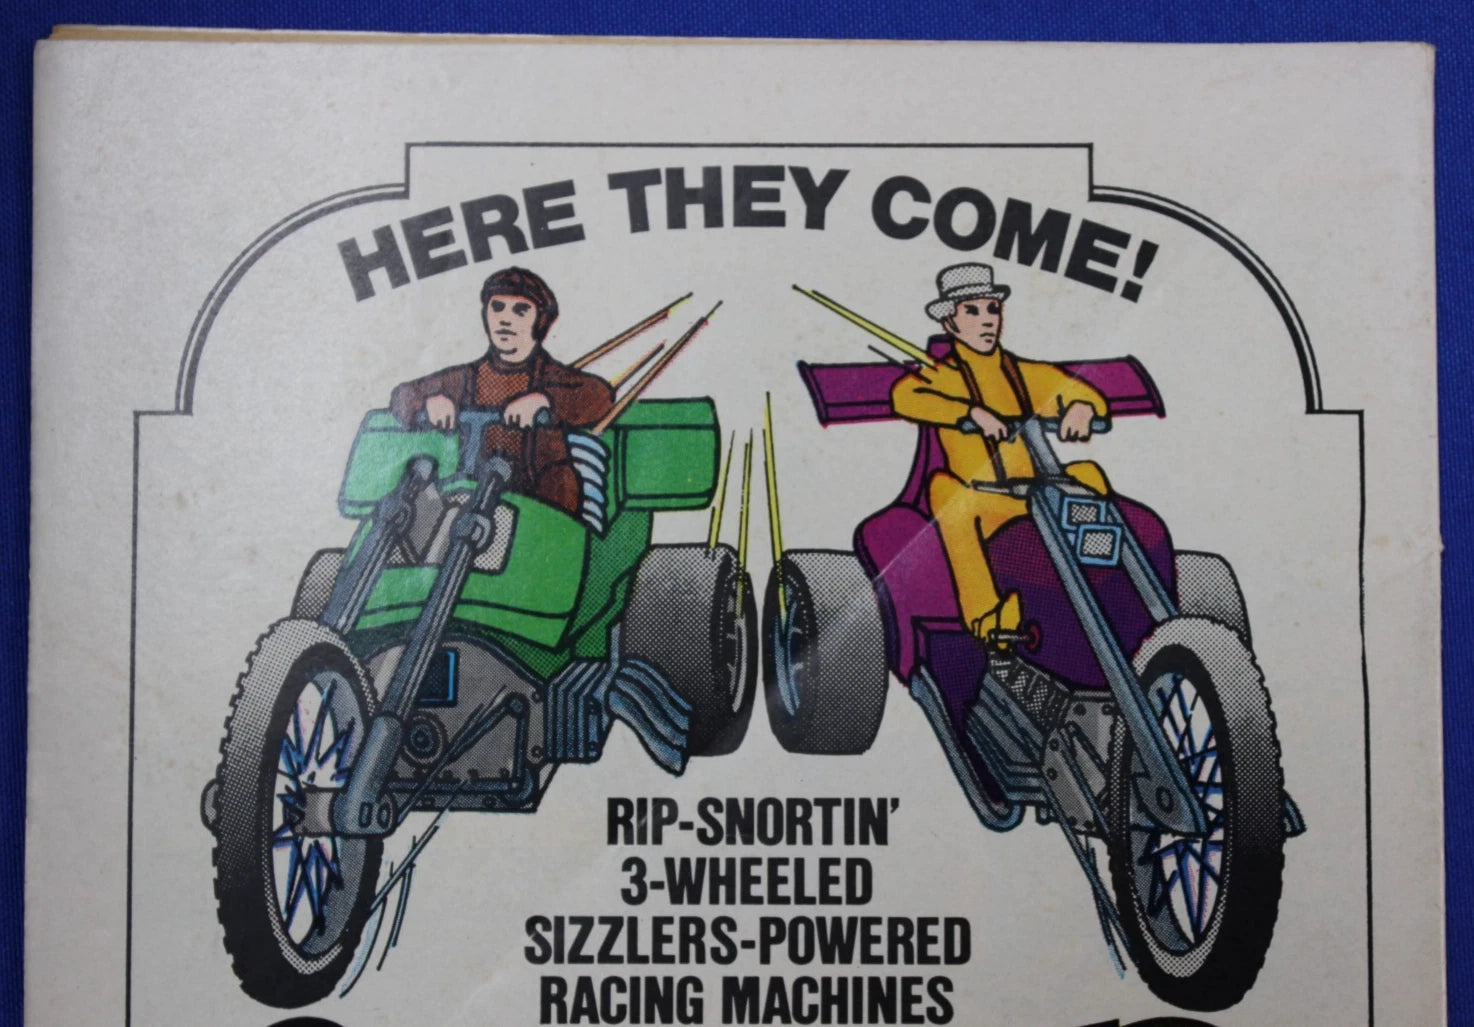 HERE THEY COME!
RIP-SNORTIN'
3-WHEELED
SIZZLERS-POWERED
RACING MACHINES